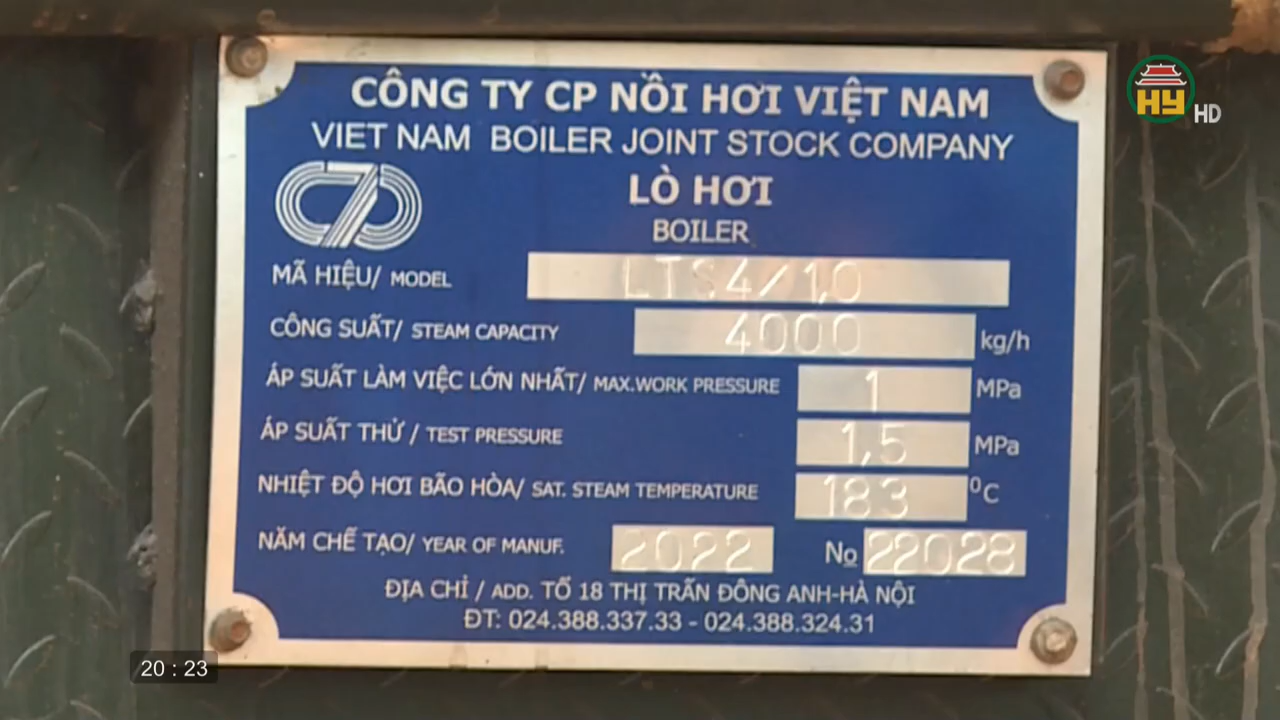 CÔNG TY CP NỒI HƠI VIỆT NAM
VIET NAM BOILER JOINT STOCK COMPANY
LÒ HƠI
BOILER
MÃ HIỆU/ MODEL LTS4/1,0
CÔNG SUẤT/ STEAM CAPACITY 4000 kg/h
ÁP SUẤT LÀM VIỆC LỚN NHẤT/ MAX.WORK PRESSURE 1 MPa
ÁP SUẤT THỬ / TEST PRESSURE 1,5 MPa
NHIỆT ĐỘ HƠI BÃO HÒA/ SAT. STEAM TEMPERATURE 183 ⁰C
NĂM CHẾ TẠO/ YEAR OF MANUF. 2022 No 22028
ĐỊA CHỈ / ADD. TỔ 18 THỊ TRẤN ĐÔNG ANH-HÀ NỘI
ĐT: 024.388.337.33 - 024.388.324.31
HY HD
20 : 23